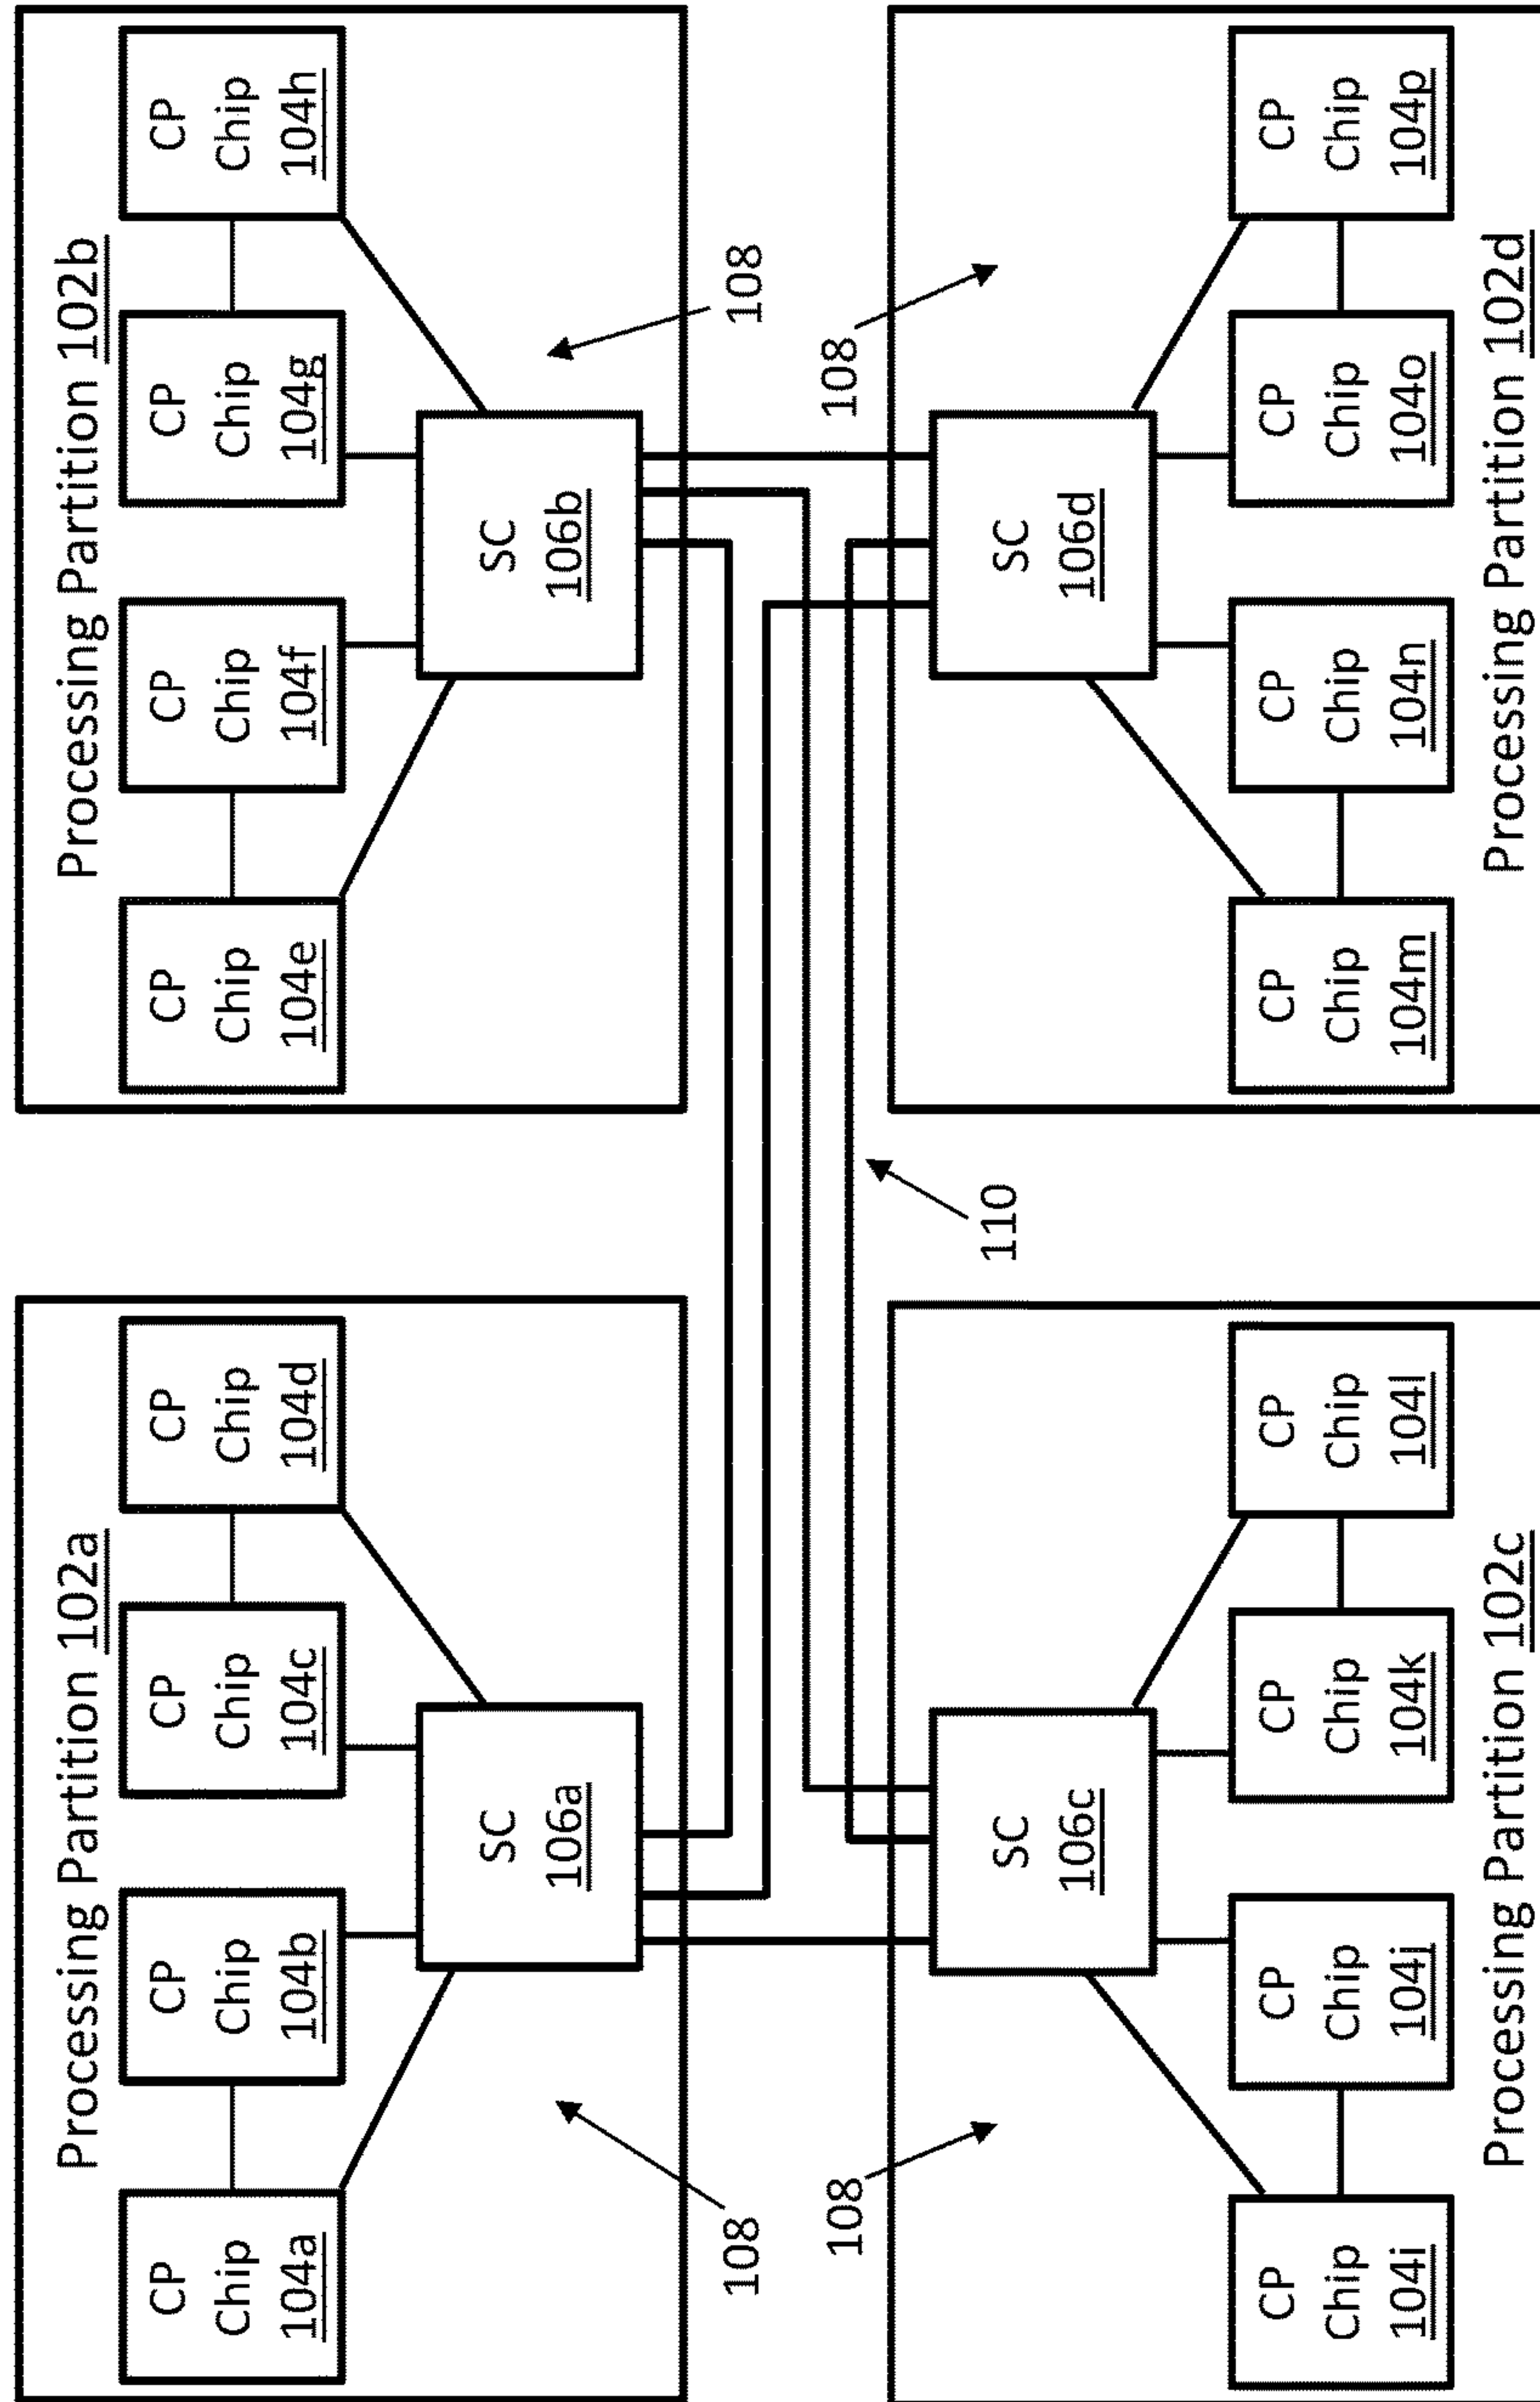 Processing Partition 102a
CP
Chip
104a
CP
Chip
104b
CP
Chip
104c
CP
Chip
104d
SC
106a
108
Processing Partition 102b
CP
Chip
104e
CP
Chip
104f
CP
Chip
104g
CP
Chip
104h
SC
106b
108
110
108
SC
106c
CP
Chip
104i
CP
Chip
104j
CP
Chip
104k
CP
Chip
104l
Processing Partition 102c
108
SC
106d
CP
Chip
104m
CP
Chip
104n
CP
Chip
104o
CP
Chip
104p
Processing Partition 102d